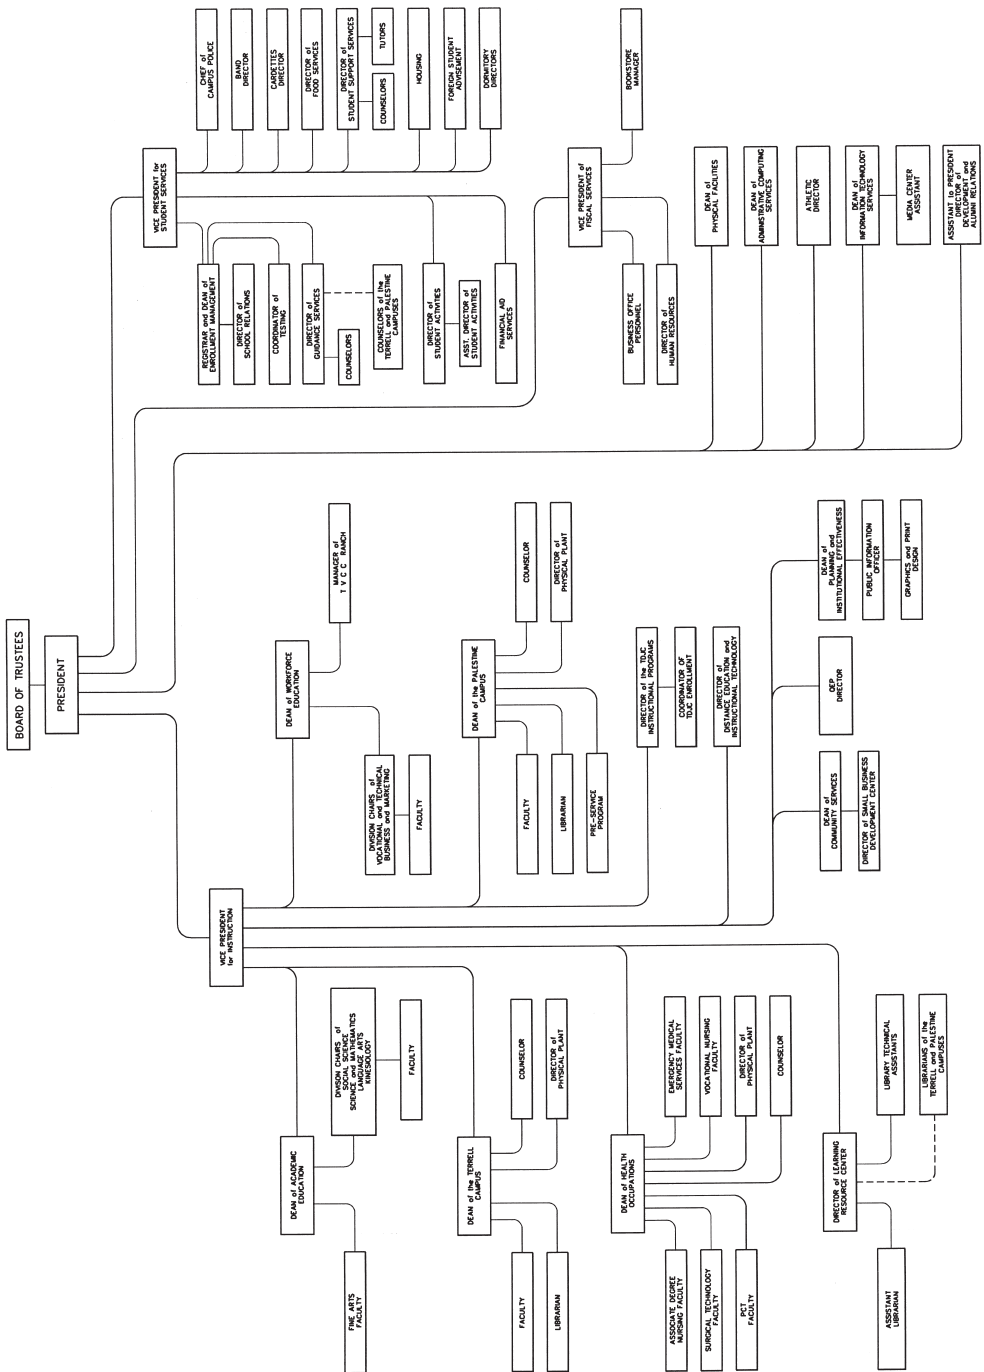 BOARD OF TRUSTEES
PRESIDENT
VICE PRESIDENT
for INSTRUCTION
DEAN of ACADEMIC
EDUCATION
FINE ARTS
FACULTY
DIVISON CHAIRS of
SOCIAL SCIENCE
SCIENCE and MATHEMATICS
LANGUAGE ARTS
KINESIOLOGY
FACULTY
DEAN of the TERRELL
CAMPUS
FACULTY
LIBRARIAN
COUNSELOR
DIRECTOR of
PHYSICAL PLANT
DEAN of HEALTH
OCCUPATIONS
ASSOCIATE DEGREE
NURSING FACULTY
SURGICAL TECHNOLOGY
FACULTY
PCT
FACULTY
EMERGENCY MEDICAL
SERVICES FACULTY
VOCATIONAL NURSING
FACULTY
DIRECTOR of
PHYSICAL PLANT
COUNSELOR
DIRECTOR of LEARNING
RESOURCE CENTER
ASSISTANT
LIBRARIAN
LIBRARY TECHNICAL
ASSISTANTS
LIBRARIANS of the
TERRELL and PALESTINE
CAMPUSES
DEAN of WORKFORCE
EDUCATION
DIVISION CHAIRS of
VOCATIONAL and TECHNICAL
BUSINESS and MARKETING
FACULTY
MANAGER of
T V C C RANCH
DEAN of the PALESTINE
CAMPUS
FACULTY
LIBRARIAN
PRE-SERVICE
PROGRAM
COUNSELOR
DIRECTOR of
PHYSICAL PLANT
DIRECTOR of the TDJC
INSTRUCTIONAL PROGRAMS
COORDINATOR OF
TDJC ENROLLMENT
DIRECTOR of
DISTANCE EDUCATION and
INSTRUCTIONAL TECHNOLOGY
DEAN of
COMMUNITY SERVICES
DIRECTOR of SMALL BUSINESS
DEVELOPMENT CENTER
OEP
DIRECTOR
DEAN of
PLANNING and
INSTITUTIONAL EFFECTIVENESS
PUBLIC INFORMATION
OFFICER
GRAPHICS and PRINT
DESIGN
VICE PRESIDENT for
STUDENT SERVICES
REGISTRAR and DEAN of
ENROLLMENT MANAGEMENT
DIRECTOR of
SCHOOL RELATIONS
COORDINATOR of
TESTING
DIRECTOR of
GUIDANCE SERVICES
COUNSELORS
COUNSELORS of the
TERRELL and PALESTINE
CAMPUSES
DIRECTOR of
STUDENT ACTIVITIES
ASST. DIRECTOR of
STUDENT ACTIVITIES
FINANCIAL AID
SERVICES
CHIEF of
CAMPUS POLICE
BAND
DIRECTOR
CARDETTES
DIRECTOR
DIRECTOR of
FOOD SERVICES
DIRECTOR of
STUDENT SUPPORT SERVICES
COUNSELORS
TUTORS
HOUSING
FOREIGN STUDENT
ADVISEMENT
DORMITORY
DIRECTORS
VICE PRESIDENT of
FISCAL SERVICES
BUSINESS OFFICE
PERSONNEL
DIRECTOR of
HUMAN RESOURCES
BOOKSTORE
MANAGER
DEAN of
PHYSICAL FACILITIES
DEAN of
ADMINISTRATIVE COMPUTING
SERVICES
ATHLETIC
DIRECTOR
DEAN of
INFORMATION TECHNOLOGY
SERVICES
MEDIA CENTER
ASSISTANT
ASSISTANT to PRESIDENT
DIRECTOR of
DEVELOPMENT and
ALUMNI RELATIONS